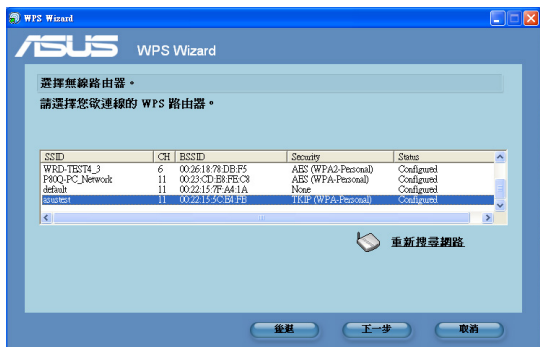 WPS Wizard
ASUS WPS Wizard
選擇無線路由器。
請選擇您欲連線的 WPS 路由器。
SSID CH BSSID Security Status
WRD-TEST4_3 6 00:26:18:78:DB:F5 AES (WPA2-Personal) Configured
P80Q-PC_Network 11 00:23:CD:E8:FE:C8 AES (WPA-Personal) Configured
default 11 00:22:15:7F:A4:1A None Configured
asustest 11 00:22:15:5C:E4:FB TKIP (WPA-Personal) Configured
重新搜尋網路
後退 下一步 取消